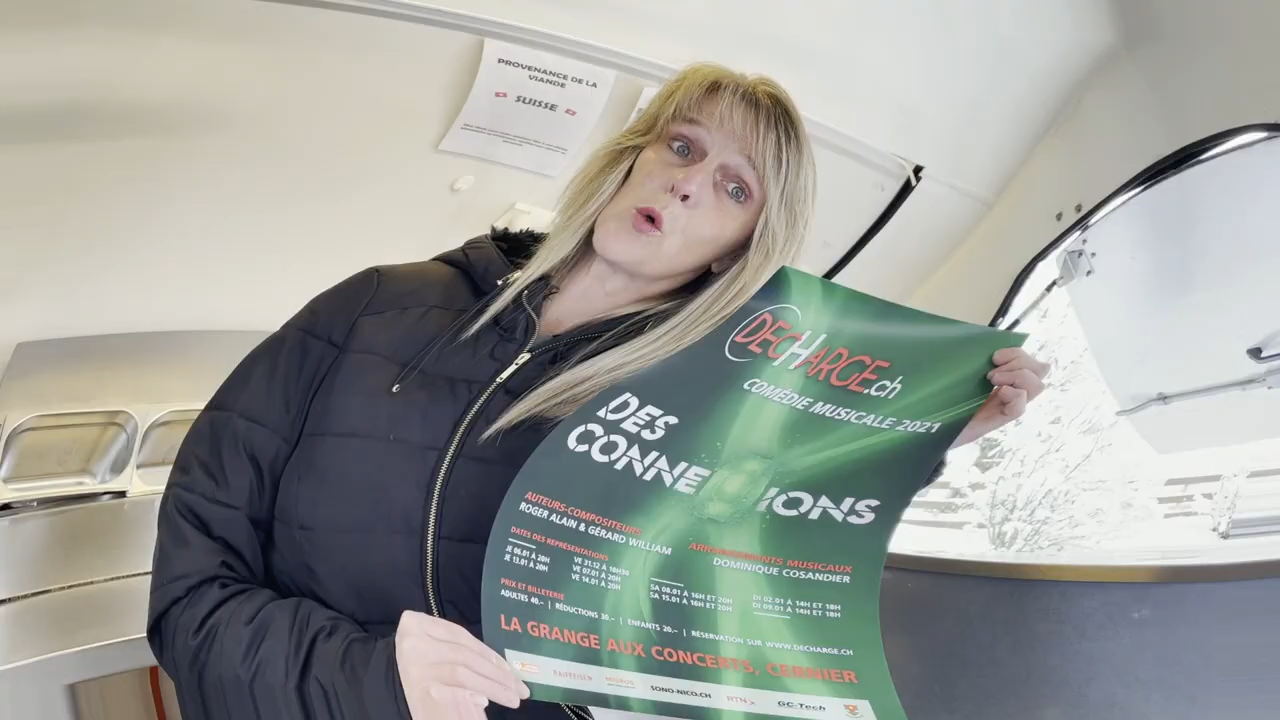 PROVENANCE DE LA
VIANDE
SUISSE
DECHARGE.ch
COMÉDIE MUSICALE 2021
DES
CONNE IONS
AUTEURS-COMPOSITEURS
ROGER ALAIN & GÉRARD WILLIAM
ARRANGEMENTS MUSICAUX
DOMINIQUE COSANDIER
DATES DES REPRÉSENTATIONS
JE 06.01 À 20H
JE 13.01 À 20H
VE 31.12 À 18H30
VE 07.01 À 20H
VE 14.01 À 20H
SA 08.01 À 16H ET 20H
SA 15.01 À 16H ET 20H
DI 02.01 À 14H ET 18H
DI 09.01 À 14H ET 18H
PRIX ET BILLETERIE
ADULTES 40.- | RÉDUCTIONS 30.- | ENFANTS 20.- | RÉSERVATION SUR WWW.DECHARGE.CH
LA GRANGE AUX CONCERTS, CERNIER
RAIFFEISEN MIGROS SONO-NICO.CH RTN GC-Tech